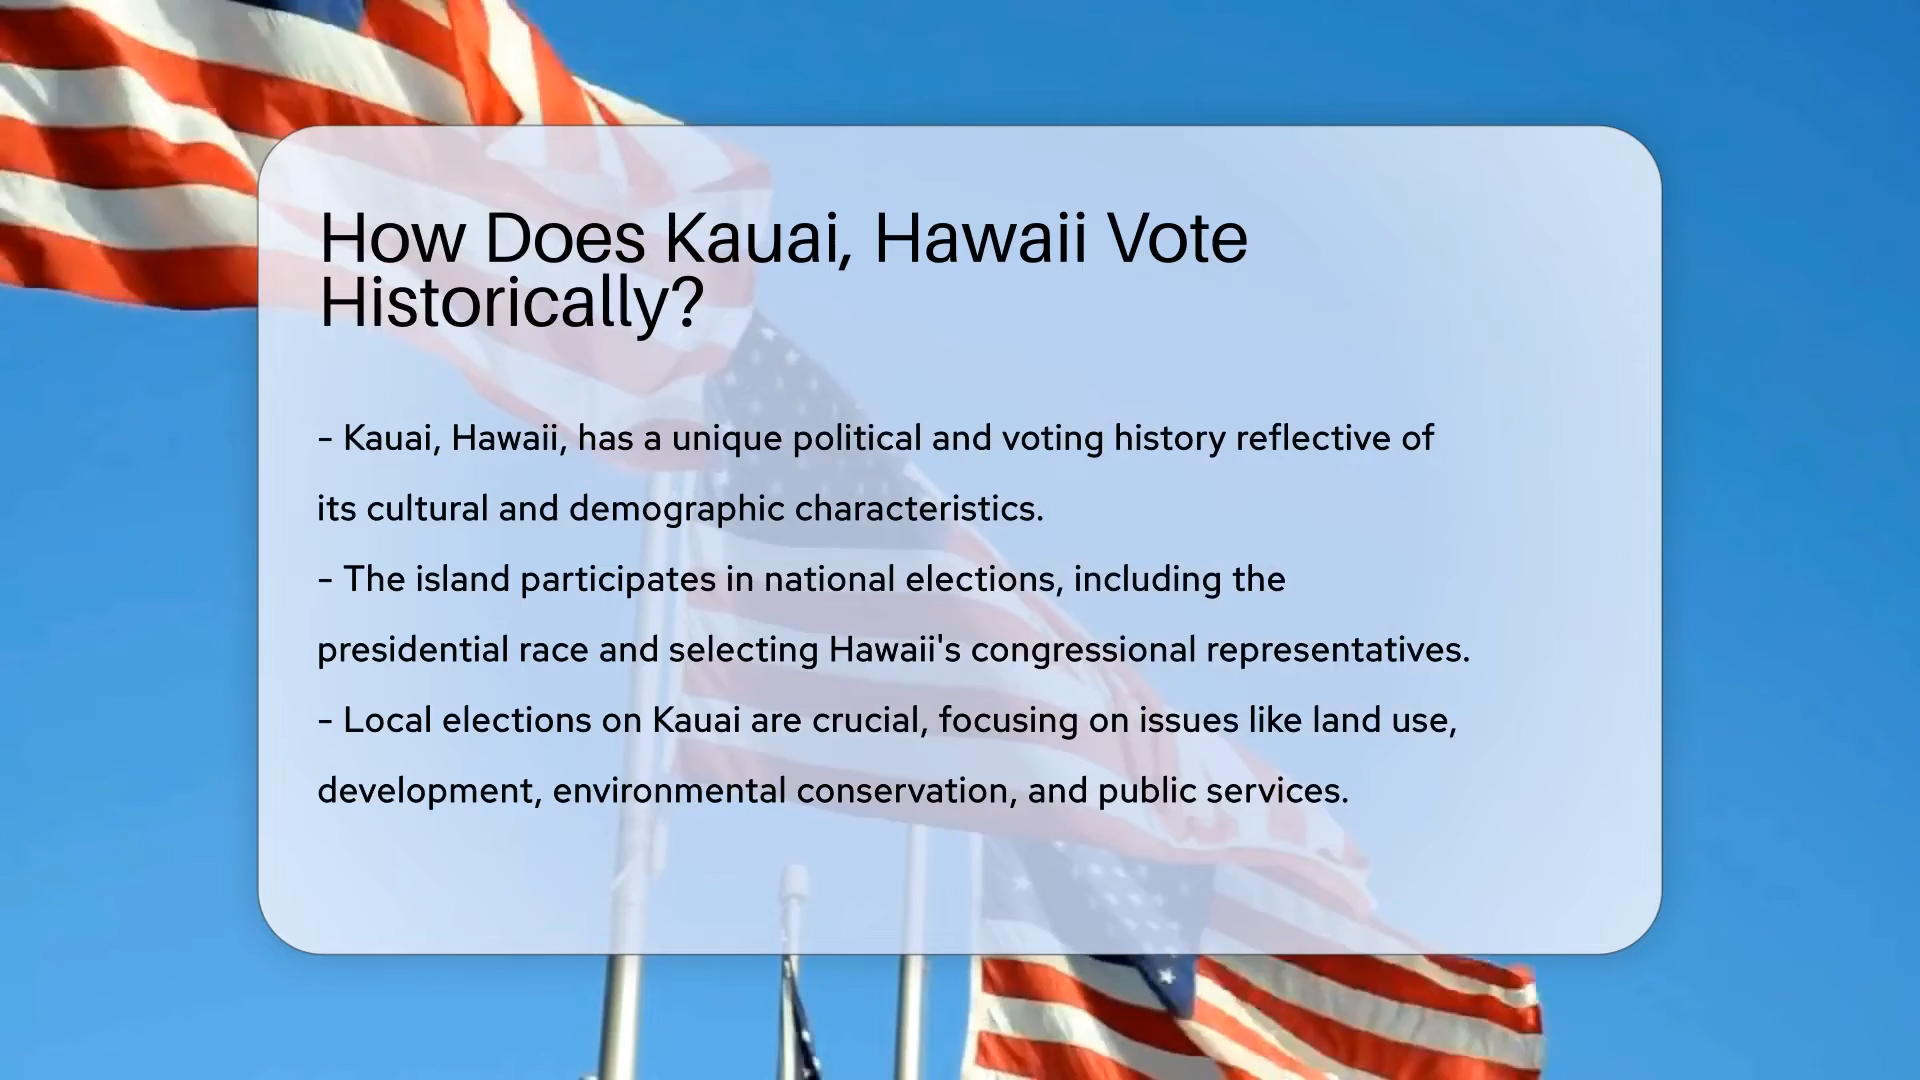 How Does Kauai, Hawaii Vote
Historically?
- Kauai, Hawaii, has a unique political and voting history reflective of
its cultural and demographic characteristics.
- The island participates in national elections, including the
presidential race and selecting Hawaii's congressional representatives.
- Local elections on Kauai are crucial, focusing on issues like land use,
development, environmental conservation, and public services.